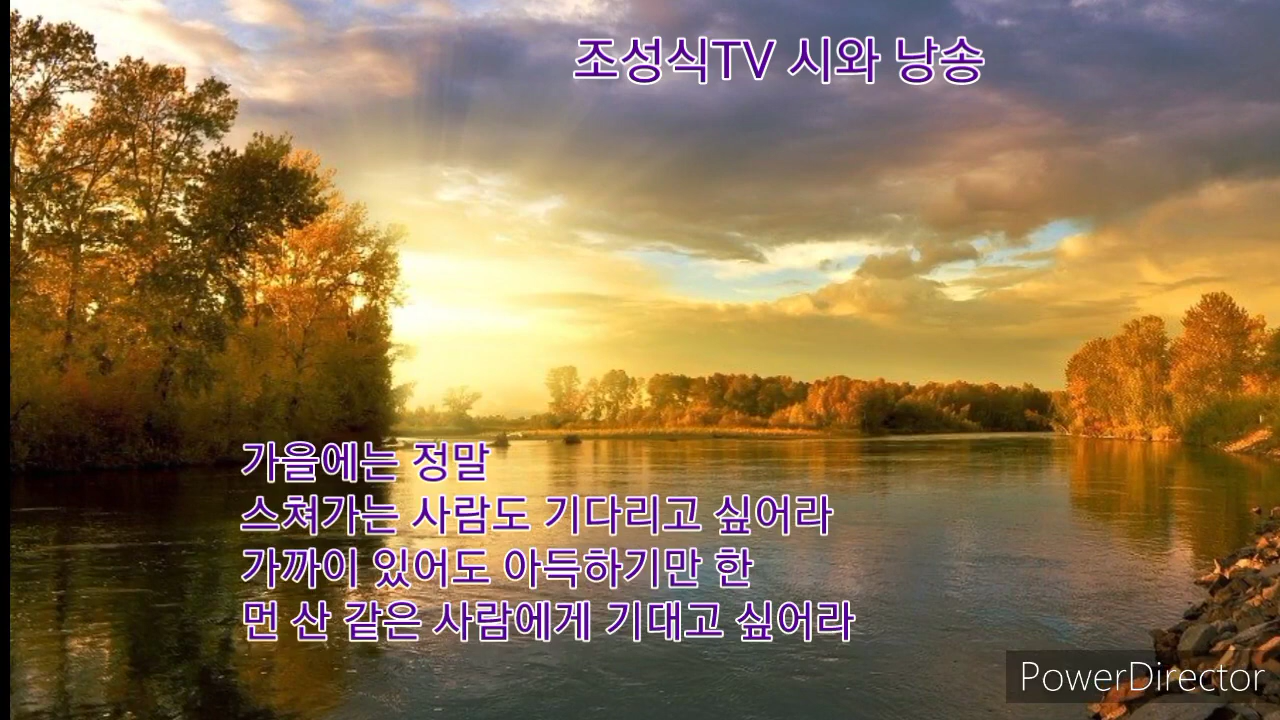 조성식TV 시와 낭송
가을에는 정말
스쳐가는 사람도 기다리고 싶어라
가까이 있어도 아득하기만 한
먼 산 같은 사람에게 기대고 싶어라
PowerDirector